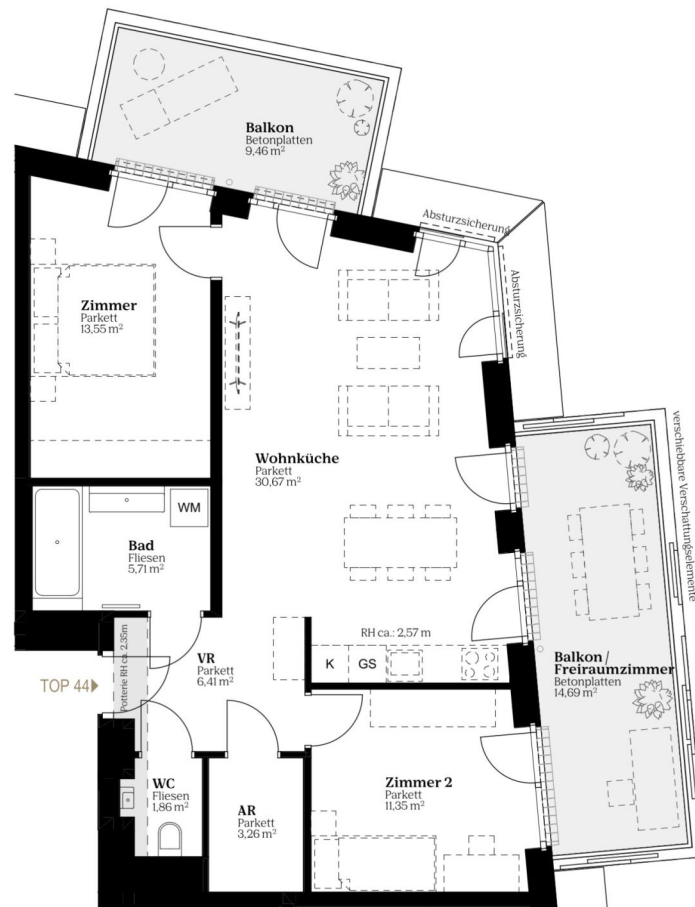 Balkon
Betonplatten
9,46 m²
Absturzsicherung
Absturzsicherung
Zimmer
Parkett
13,55 m²
Wohnküche
Parkett
30,67 m²
verschiebbare Verschattungselemente
WM
Bad
Fliesen
5,71 m²
RH ca.: 2,57 m
K
GS
Potterie RH ca. 2.35m
VR
Parkett
6,41 m²
TOP 44
Balkon/
Freiraumzimmer
Betonplatten
14,69 m²
WC
Fliesen
1,86 m²
AR
Parkett
3,26 m²
Zimmer 2
Parkett
11,35 m²